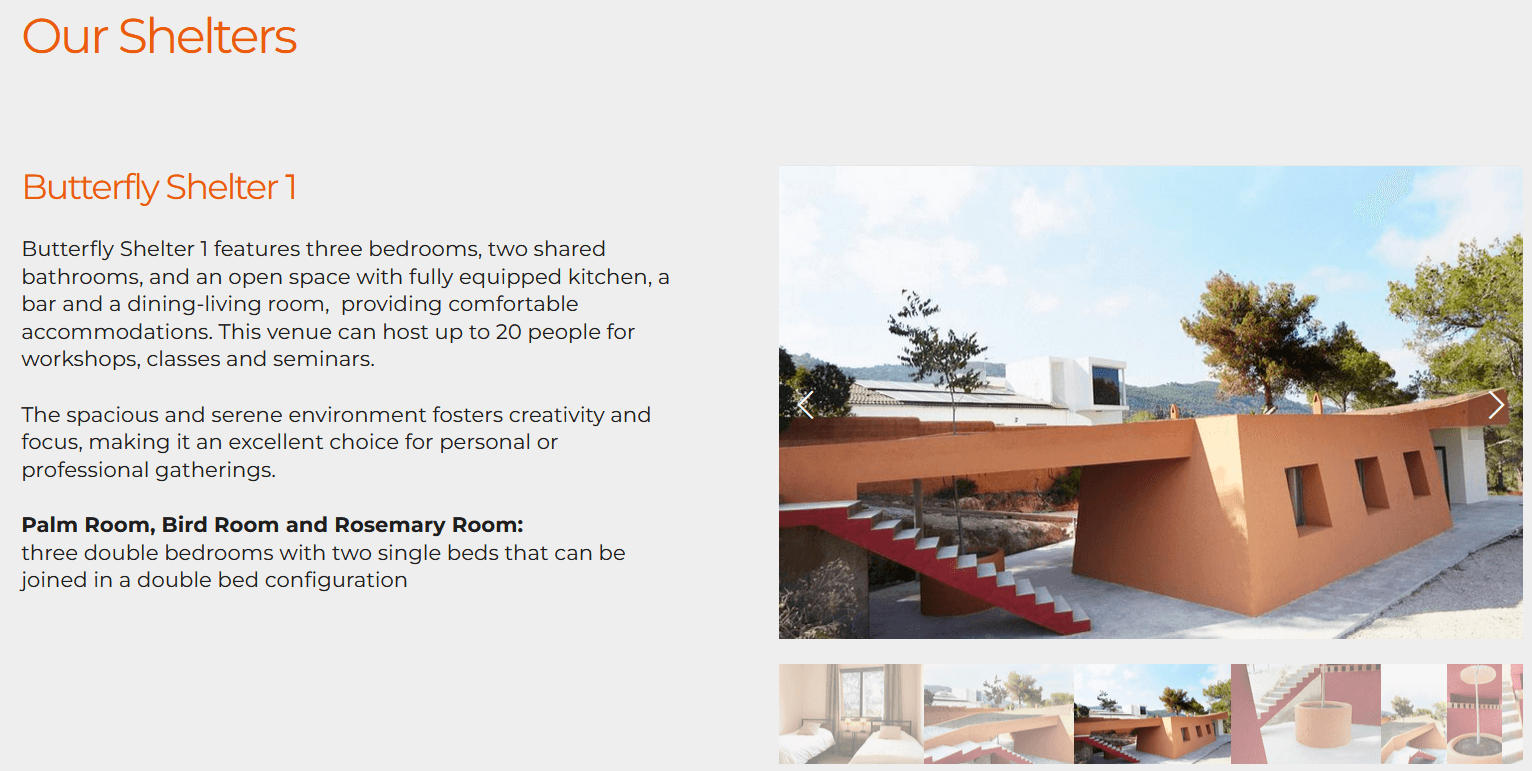 Our Shelters
Butterfly Shelter 1
Butterfly Shelter 1 features three bedrooms, two shared
bathrooms, and an open space with fully equipped kitchen, a
bar and a dining-living room,  providing comfortable
accommodations. This venue can host up to 20 people for
workshops, classes and seminars.
The spacious and serene environment fosters creativity and
focus, making it an excellent choice for personal or
professional gatherings.
Palm Room, Bird Room and Rosemary Room:
three double bedrooms with two single beds that can be
joined in a double bed configuration